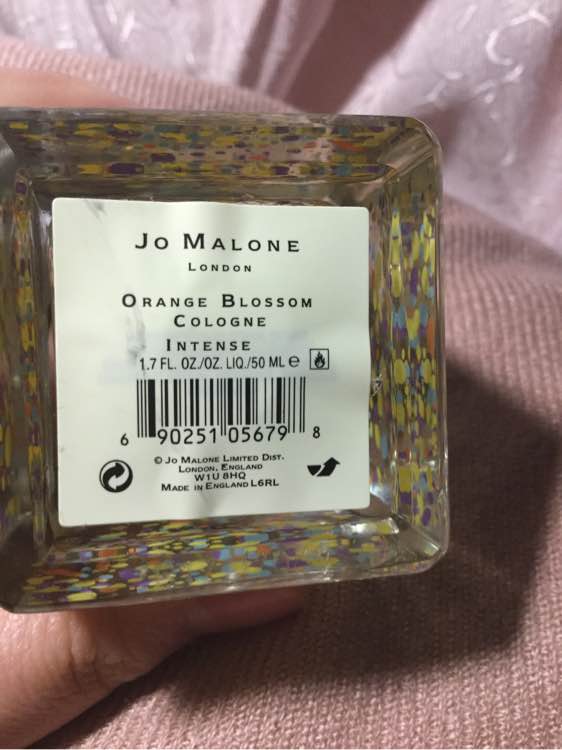 JO MALONE
LONDON
ORANGE BLOSSOM
COLOGNE
INTENSE
1.7 FL. OZ./OZ. LIQ./50 ML ℮
6 90251 05679 8
© JO MALONE LIMITED DIST.
LONDON, ENGLAND
W1U 8HQ
MADE IN ENGLAND L6RL